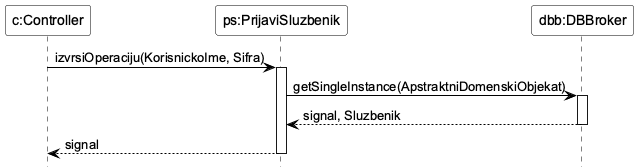 c:Controller
ps:PrijaviSluzbenik
dbb:DBBroker
izvrsiOperaciju(KorisnickoIme, Sifra)
getSingleInstance(ApstraktniDomenskiObjekat)
signal, Sluzbenik
signal